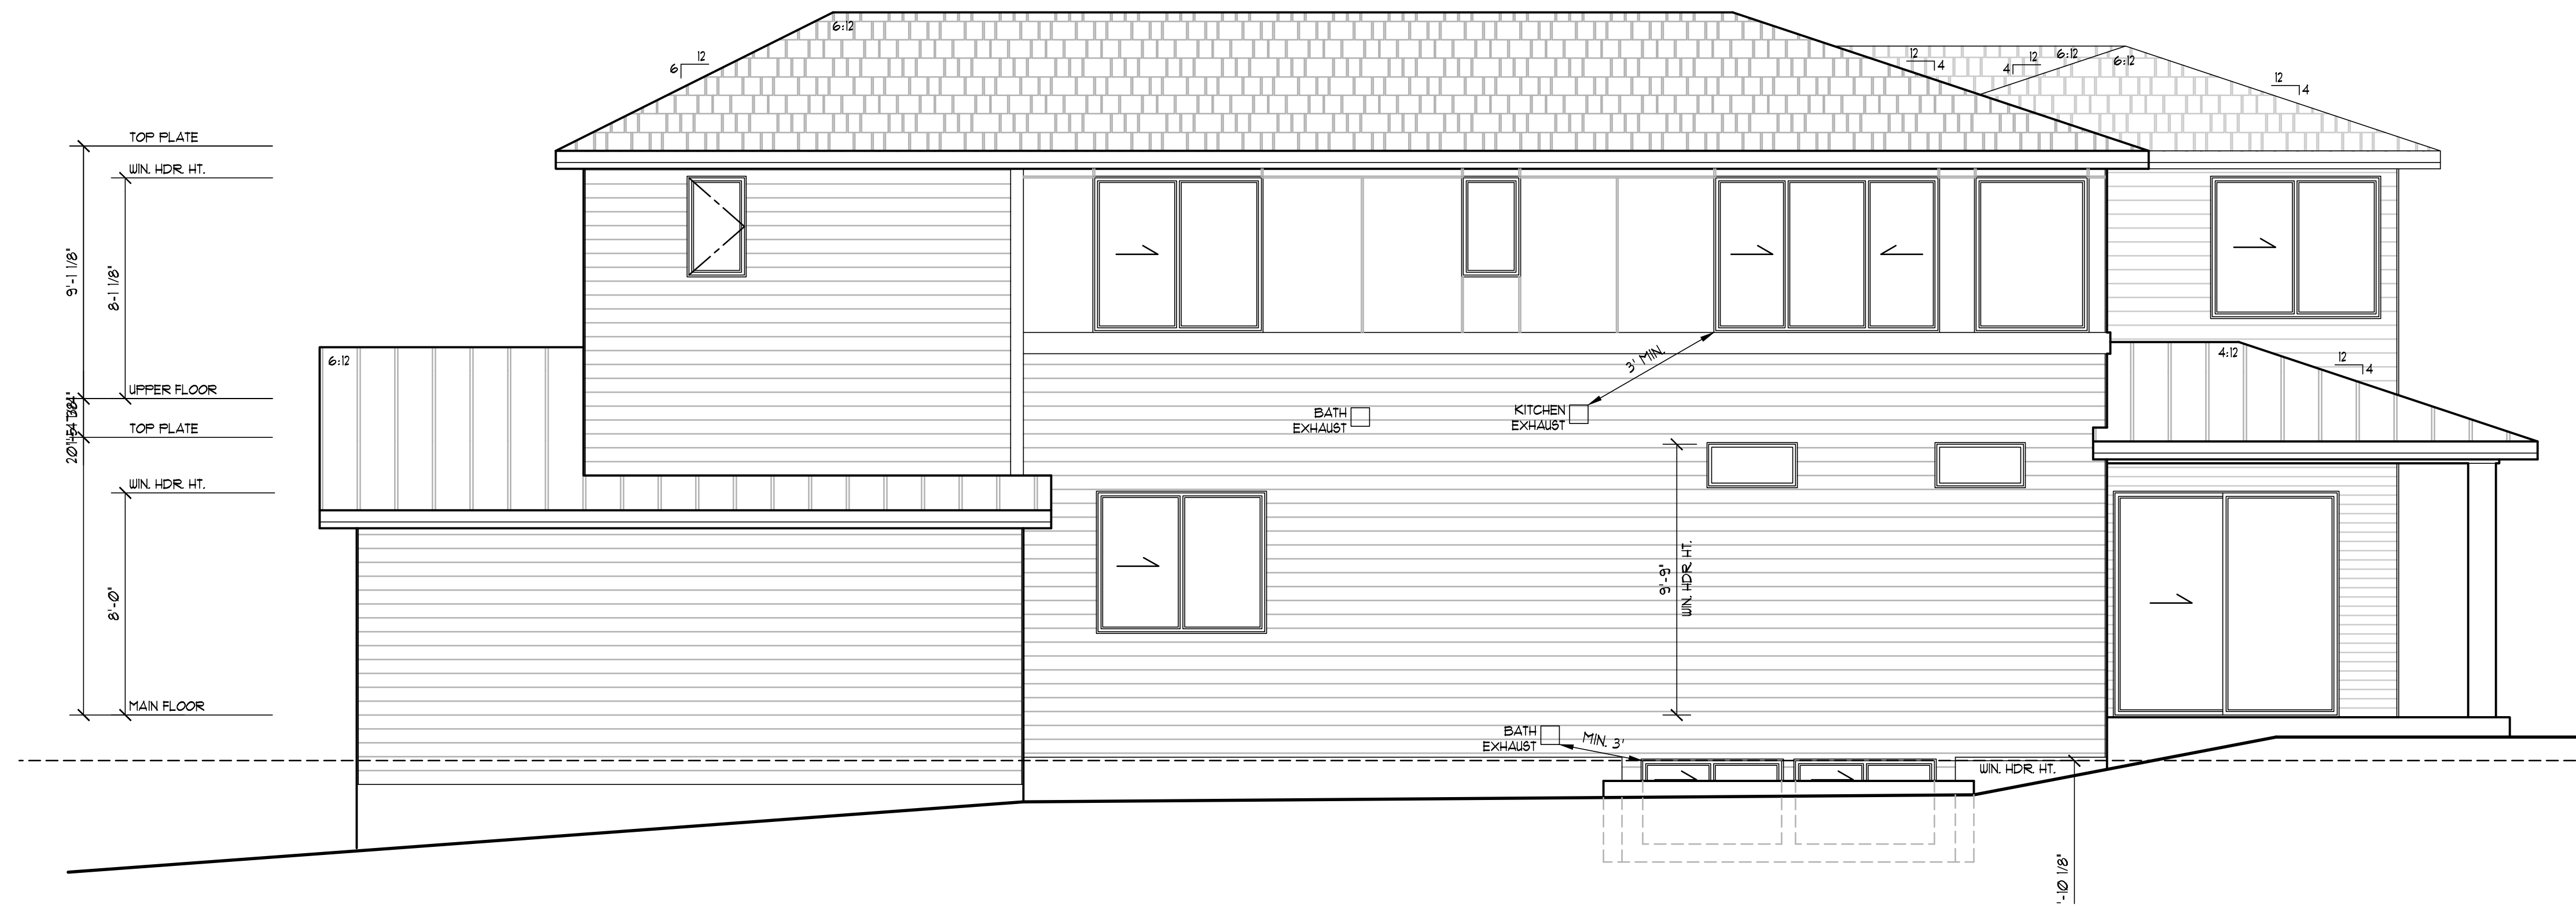 6:12
12
6
12
4
12
4
6:12
6:12
12
4
TOP PLATE
WIN. HDR. HT.
9'-1 1/8"
8-1 1/8"
6:12
UPPER FLOOR
TOP PLATE
WIN. HDR. HT.
8'-0"
MAIN FLOOR
3' MIN.
BATH
EXHAUST
KITCHEN
EXHAUST
4:12
12
4
9'-9"
WIN. HDR. HT.
BATH
EXHAUST
MIN. 3'
WIN. HDR. HT.
'-10 1/8"